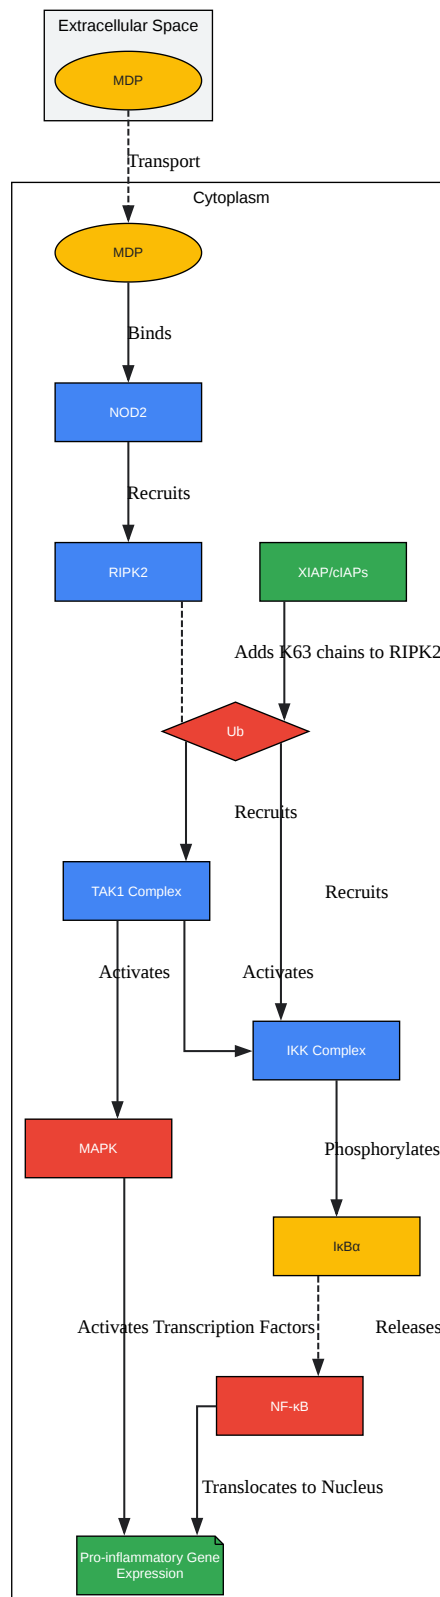 Extracellular Space
MDP
Transport
Cytoplasm
MDP
Binds
NOD2
Recruits
RIPK2
XIAP/cIAPs
Adds K63 chains to RIPK2
Ub
Recruits
TAK1 Complex
Recruits
Activates
Activates
IKK Complex
MAPK
Phosphorylates
IκBα
Activates Transcription Factors
Releases
NF-κB
Translocates to Nucleus
Pro-inflammatory Gene
Expression